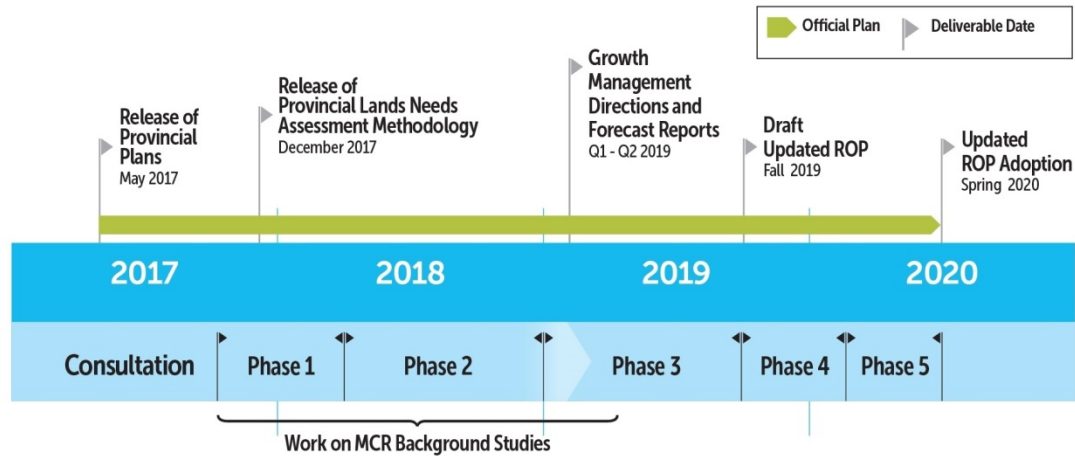 Official Plan
Deliverable Date
Release of
Provincial
Plans
May 2017
Release of
Provincial Lands Needs
Assessment Methodology
December 2017
Growth
Management
Directions and
Forecast Reports
Q1 - Q2 2019
Draft
Updated ROP
Fall 2019
Updated
ROP Adoption
Spring 2020
2017
2018
2019
2020
Consultation
Phase 1
Phase 2
Phase 3
Phase 4
Phase 5
Work on MCR Background Studies